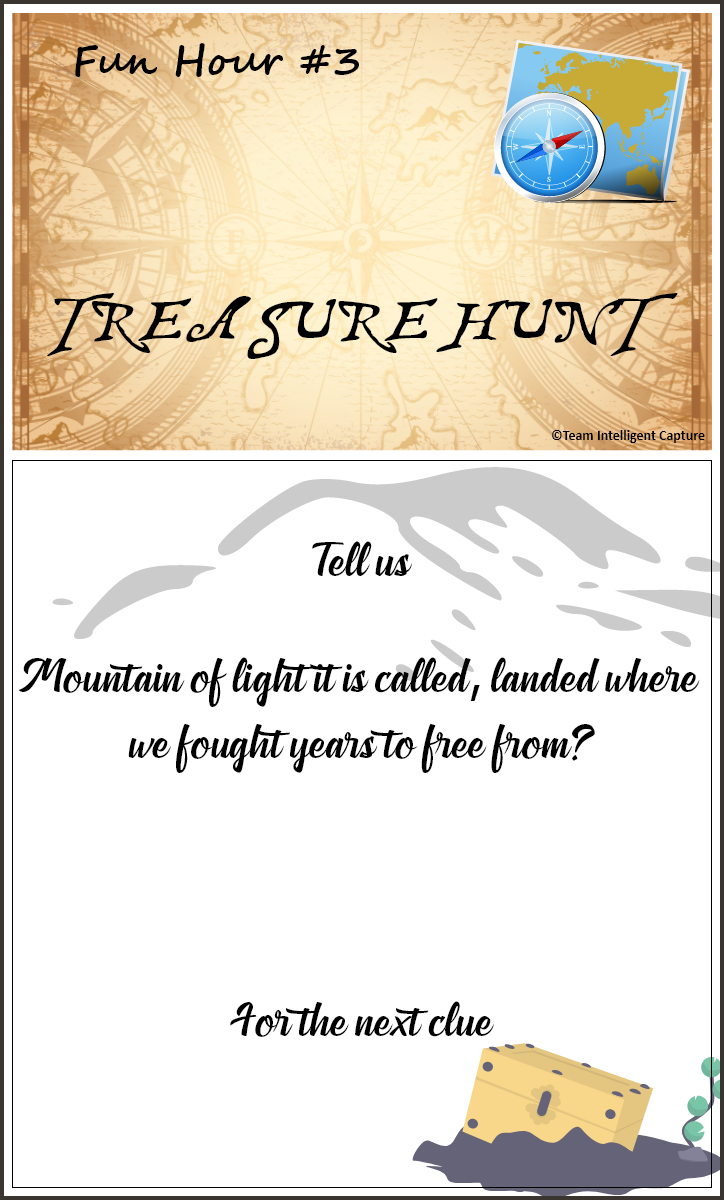 Fun Hour #3
N
E
S
W
E
W
TREASURE HUNT
©Team Intelligent Capture
Tell us
Mountain of light it is called, landed where
we fought years to free from?
For the next clue